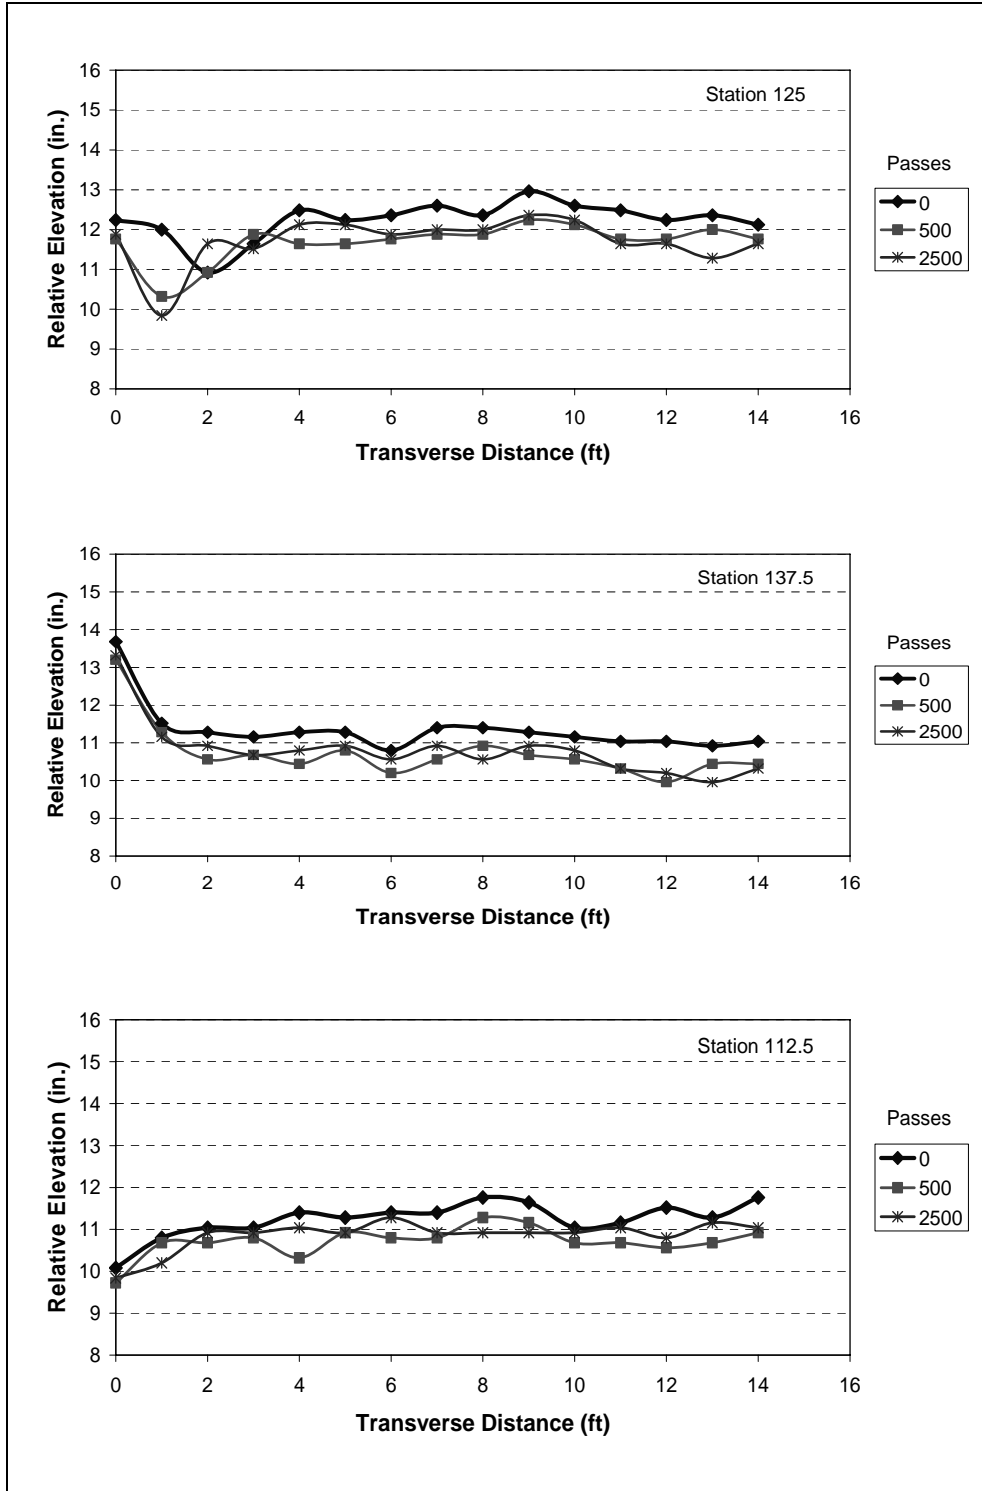 16
Station 125
15
14
13
12
11
10
9
8
Relative Elevation (in.)
0 2 4 6 8 10 12 14 16
Transverse Distance (ft)
Passes
0
500
2500
16
Station 137.5
15
14
13
12
11
10
9
8
Relative Elevation (in.)
0 2 4 6 8 10 12 14 16
Transverse Distance (ft)
Passes
0
500
2500
16
Station 112.5
15
14
13
12
11
10
9
8
Relative Elevation (in.)
0 2 4 6 8 10 12 14 16
Transverse Distance (ft)
Passes
0
500
2500